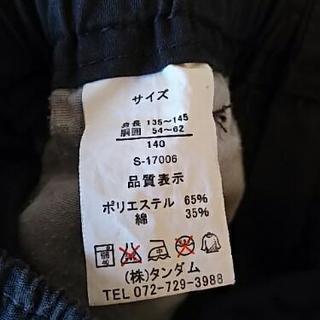 サイズ
身長 135～145
胴囲 54～62
140
S-17006
品質表示
ポリエステル 65%
綿 35%
中
(株)タンダム
TEL 072-729-3988